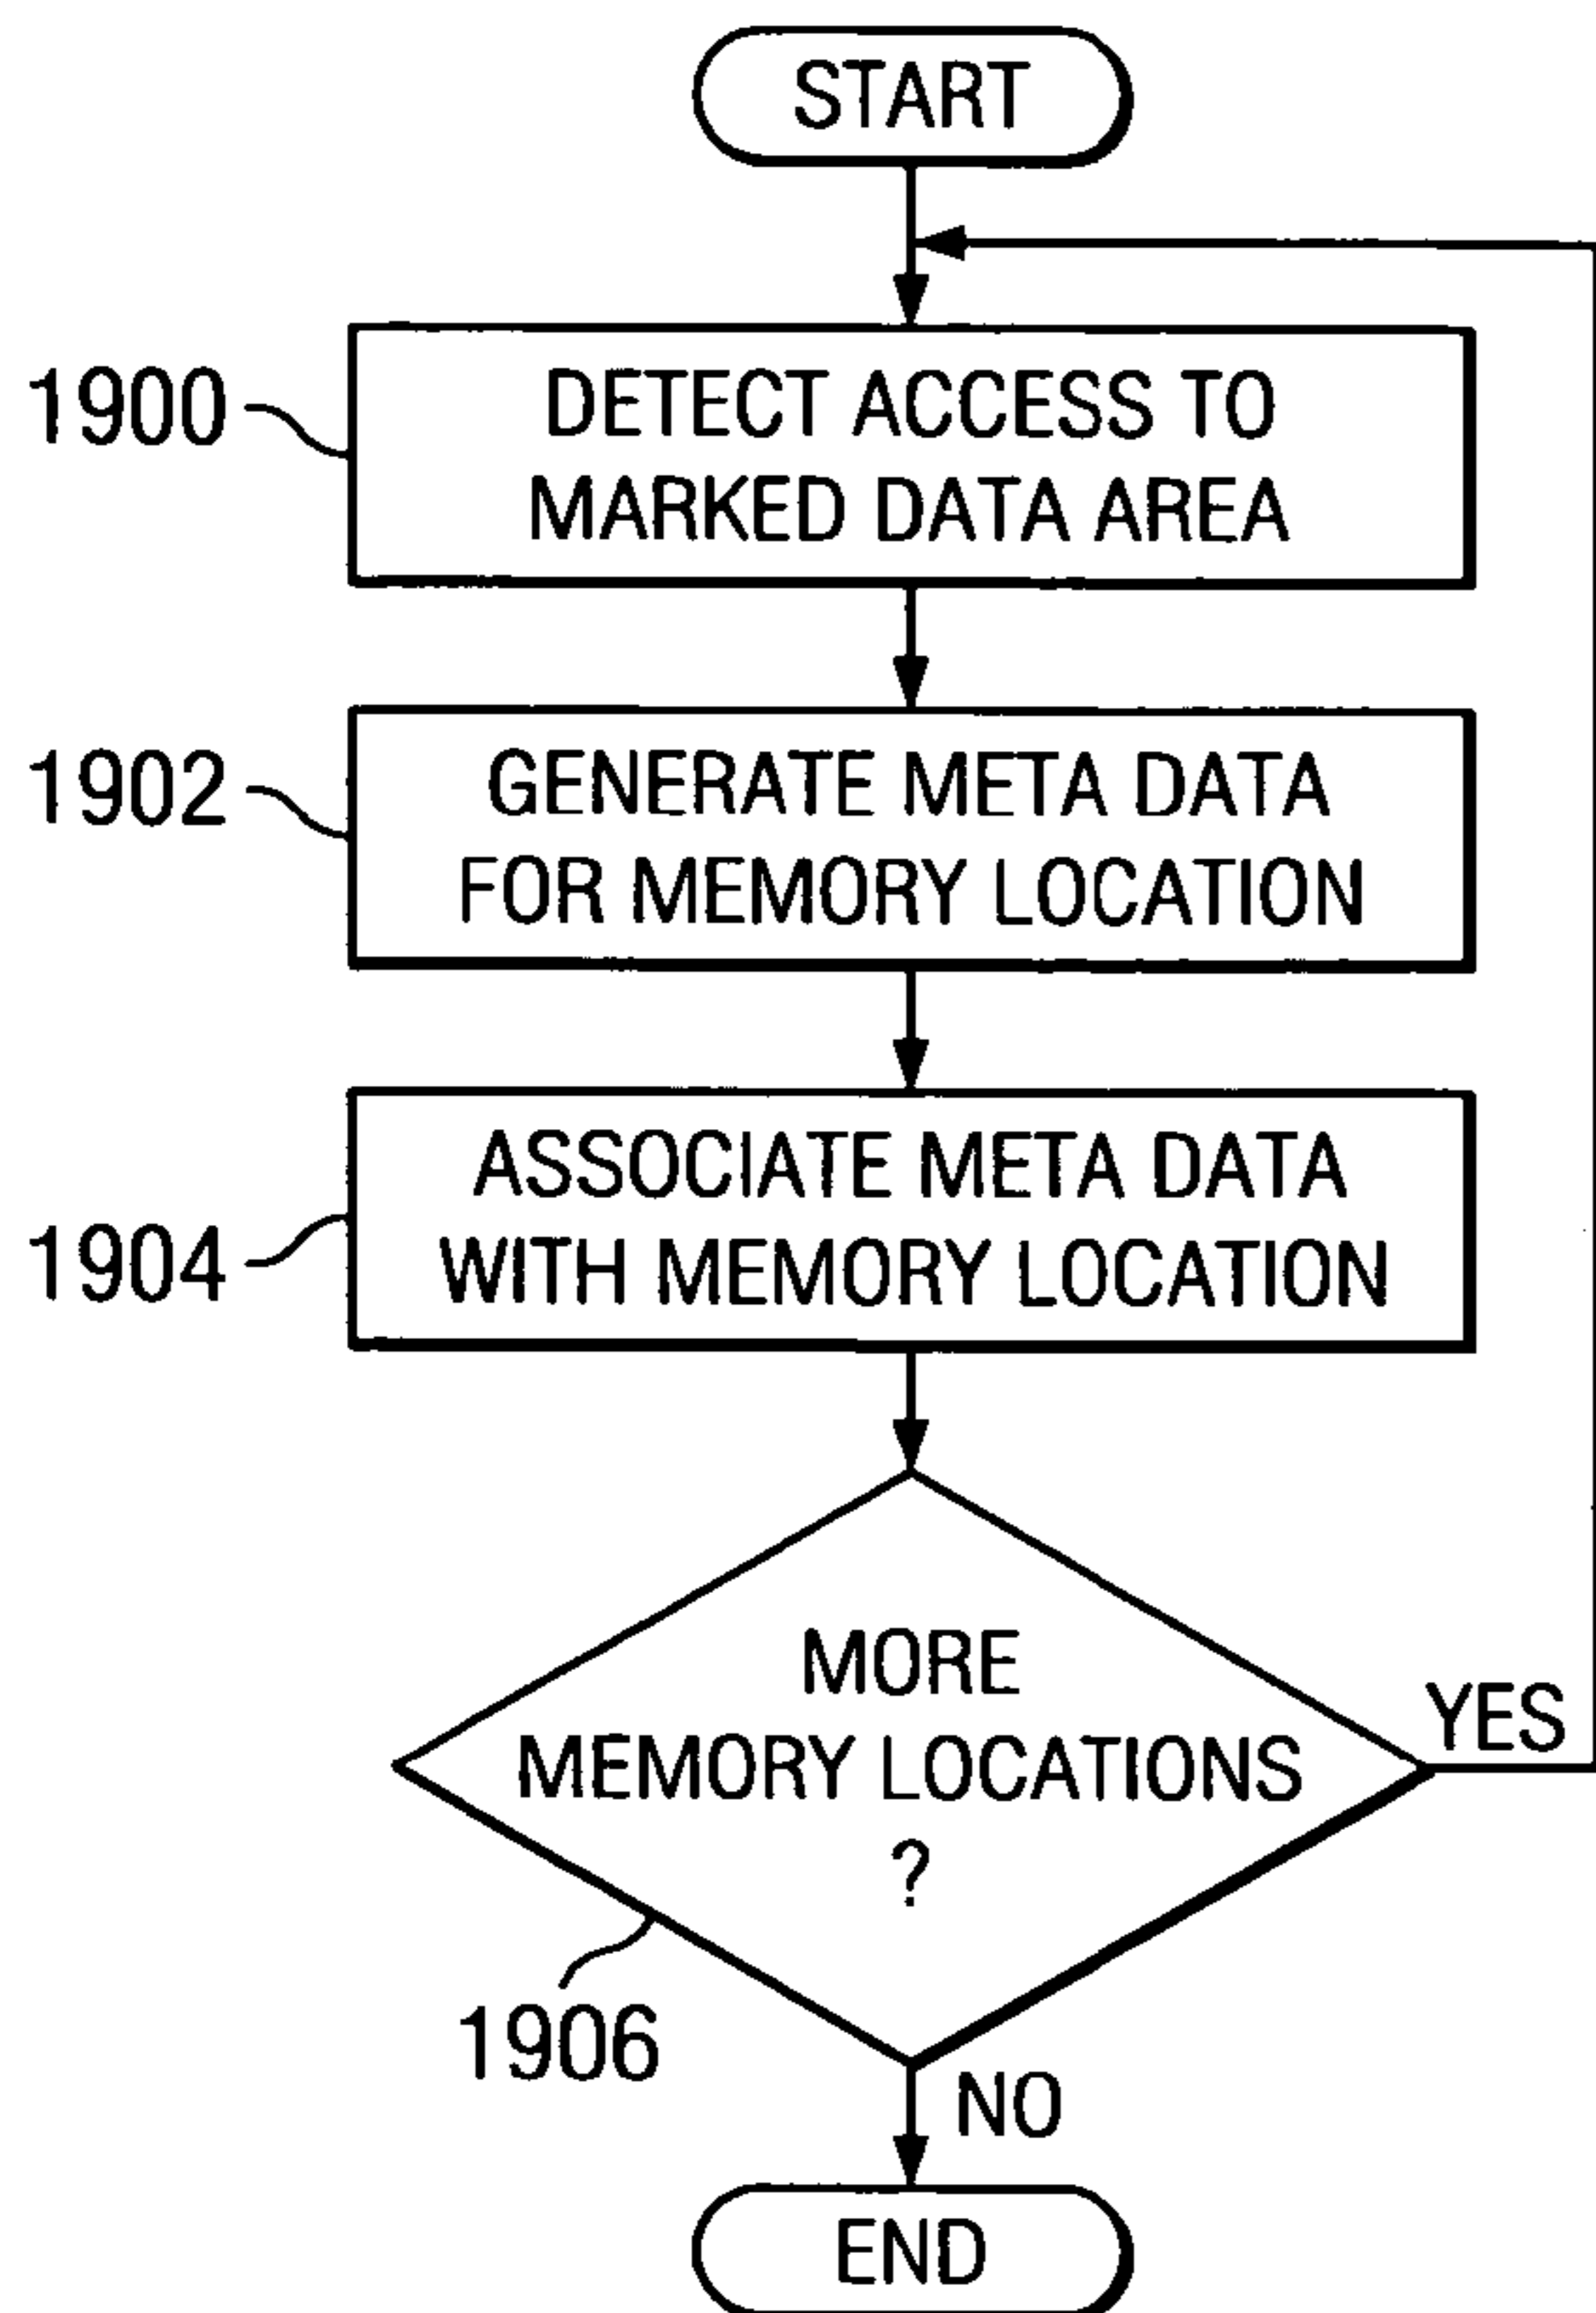 START
1900
DETECT ACCESS TO
MARKED DATA AREA
1902
GENERATE META DATA
FOR MEMORY LOCATION
ASSOCIATE META DATA
1904
WITH MEMORY LOCATION
MORE
MEMORY LOCATIONS
?
YES
1906
NO
END